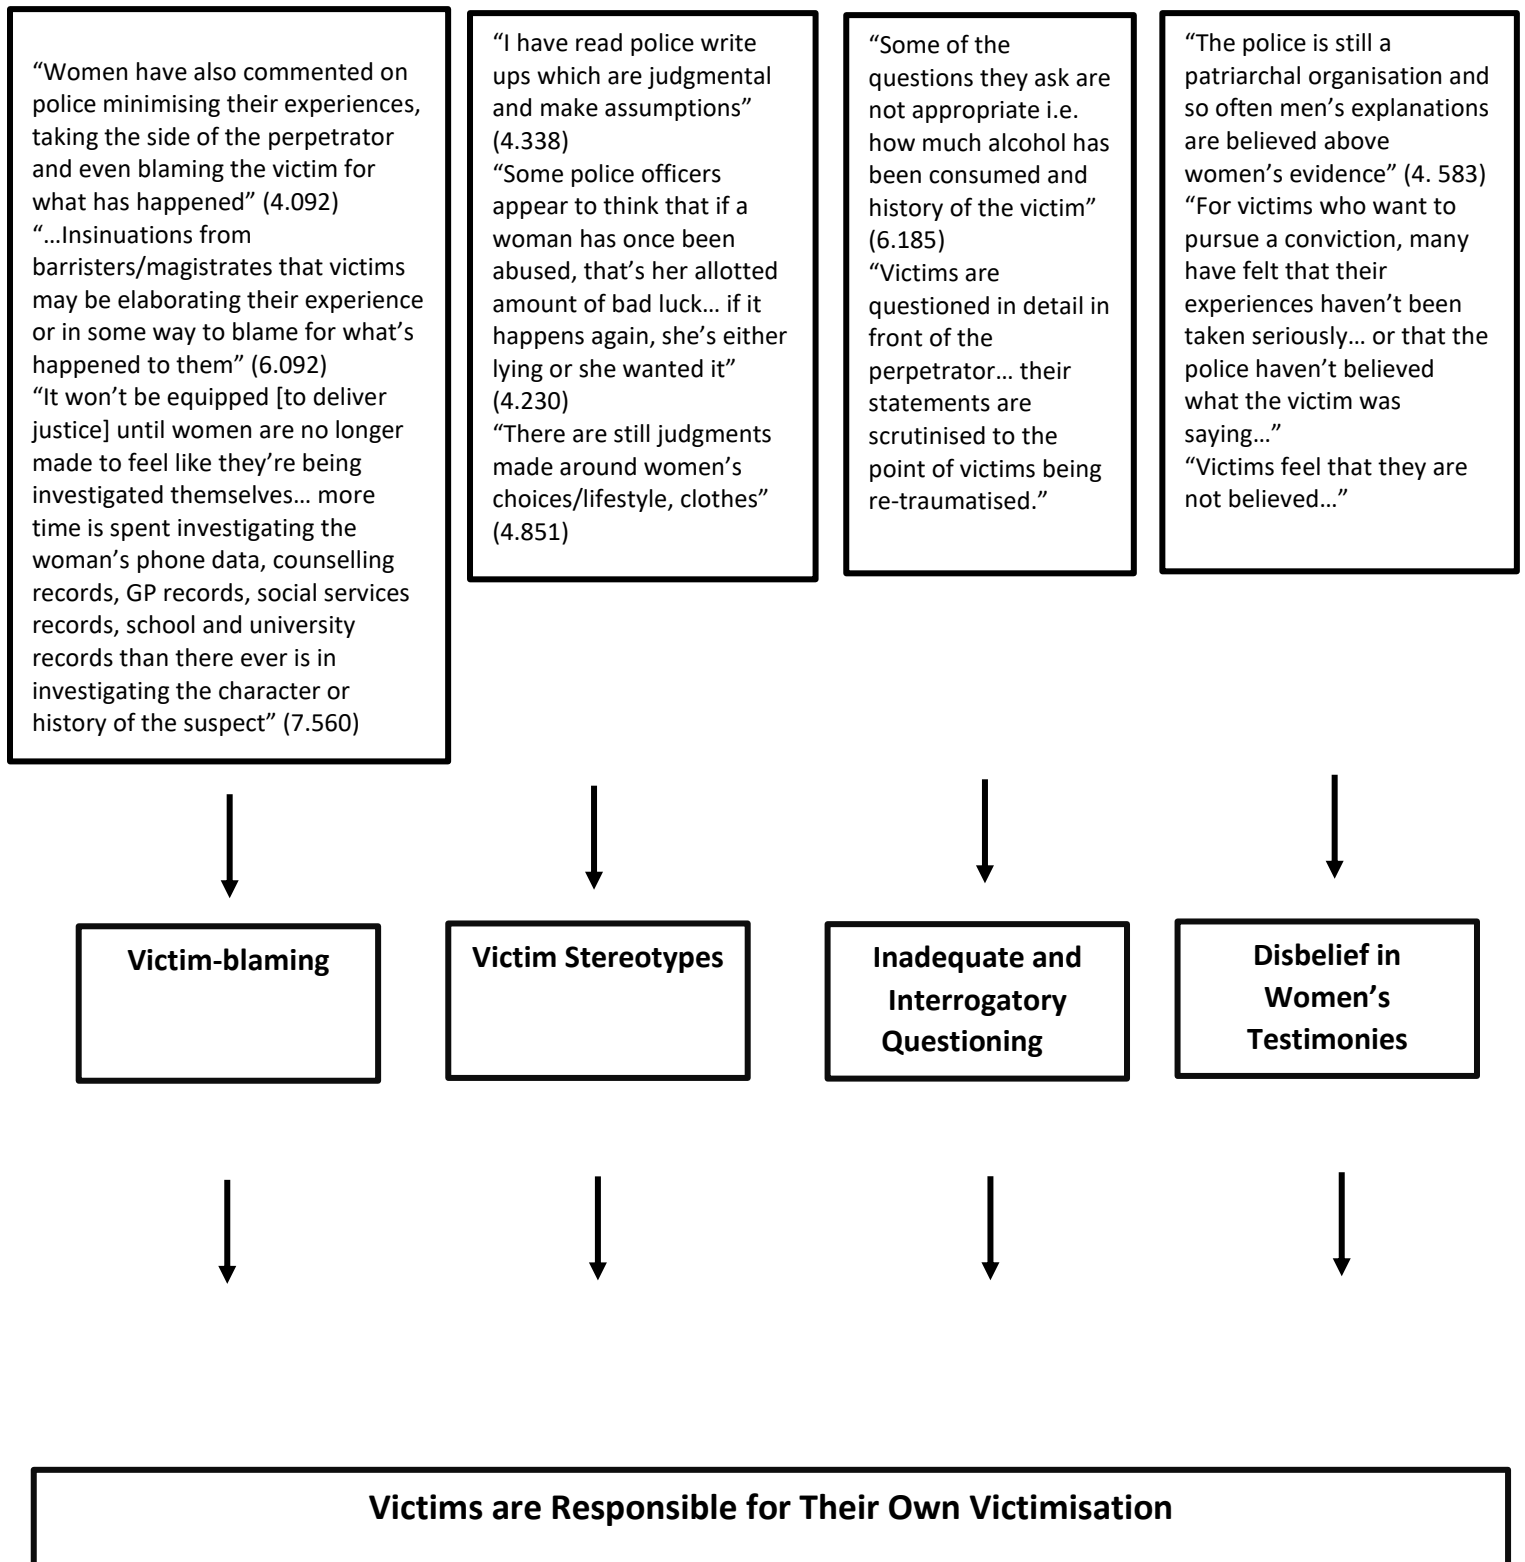 “Women have also commented on
police minimising their experiences,
taking the side of the perpetrator
and even blaming the victim for
what has happened” (4.092)
“…Insinuations from
barristers/magistrates that victims
may be elaborating their experience
or in some way to blame for what’s
happened to them” (6.092)
“It won’t be equipped [to deliver
justice] until women are no longer
made to feel like they’re being
investigated themselves… more
time is spent investigating the
woman’s phone data, counselling
records, GP records, social services
records, school and university
records than there ever is in
investigating the character or
history of the suspect” (7.560)
“I have read police write
ups which are judgmental
and make assumptions”
(4.338)
“Some police officers
appear to think that if a
woman has once been
abused, that’s her allotted
amount of bad luck… if it
happens again, she’s either
lying or she wanted it”
(4.230)
“There are still judgments
made around women’s
choices/lifestyle, clothes”
(4.851)
“Some of the
questions they ask are
not appropriate i.e.
how much alcohol has
been consumed and
history of the victim”
(6.185)
“Victims are
questioned in detail in
front of the
perpetrator… their
statements are
scrutinised to the
point of victims being
re-traumatised.”
“The police is still a
patriarchal organisation and
so often men’s explanations
are believed above
women’s evidence” (4. 583)
“For victims who want to
pursue a conviction, many
have felt that their
experiences haven’t been
taken seriously… or that the
police haven’t believed
what the victim was
saying…”
“Victims feel that they are
not believed…”
Victim-blaming
Victim Stereotypes
Inadequate and
Interrogatory
Questioning
Disbelief in
Women’s
Testimonies
Victims are Responsible for Their Own Victimisation